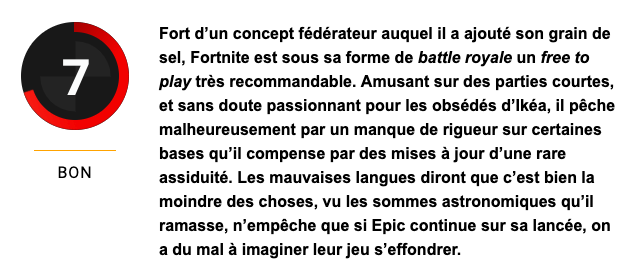 7
BON
Fort d’un concept fédérateur auquel il a ajouté son grain de
sel, Fortnite est sous sa forme de battle royale un free to
play très recommandable. Amusant sur des parties courtes,
et sans doute passionnant pour les obsédés d’Ikéa, il pêche
malheureusement par un manque de rigueur sur certaines
bases qu’il compense par des mises à jour d’une rare
assiduité. Les mauvaises langues diront que c’est bien la
moindre des choses, vu les sommes astronomiques qu’il
ramasse, n’empêche que si Epic continue sur sa lancée, on
a du mal à imaginer leur jeu s’effondrer.